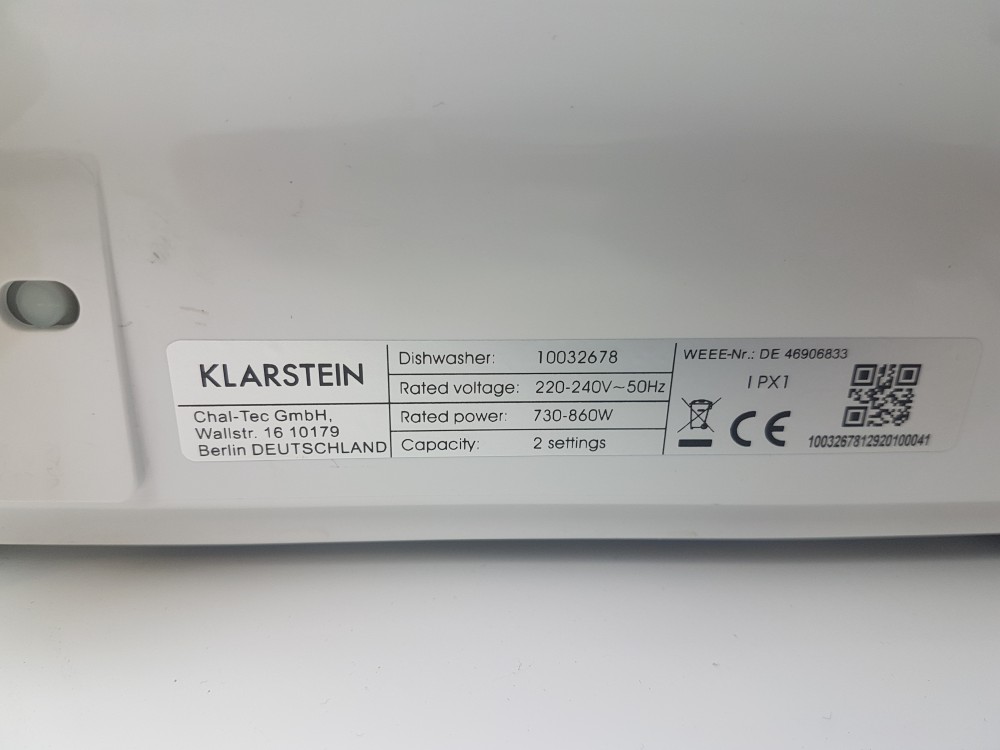 KLARSTEIN
Chal-Tec GmbH,
Wallstr. 16 10179
Berlin DEUTSCHLAND
Dishwasher: 10032678
Rated voltage: 220-240V~50Hz
Rated power: 730-860W
Capacity: 2 settings
WEEE-Nr.: DE 46906833
IPX1
CE
1003267812920100041